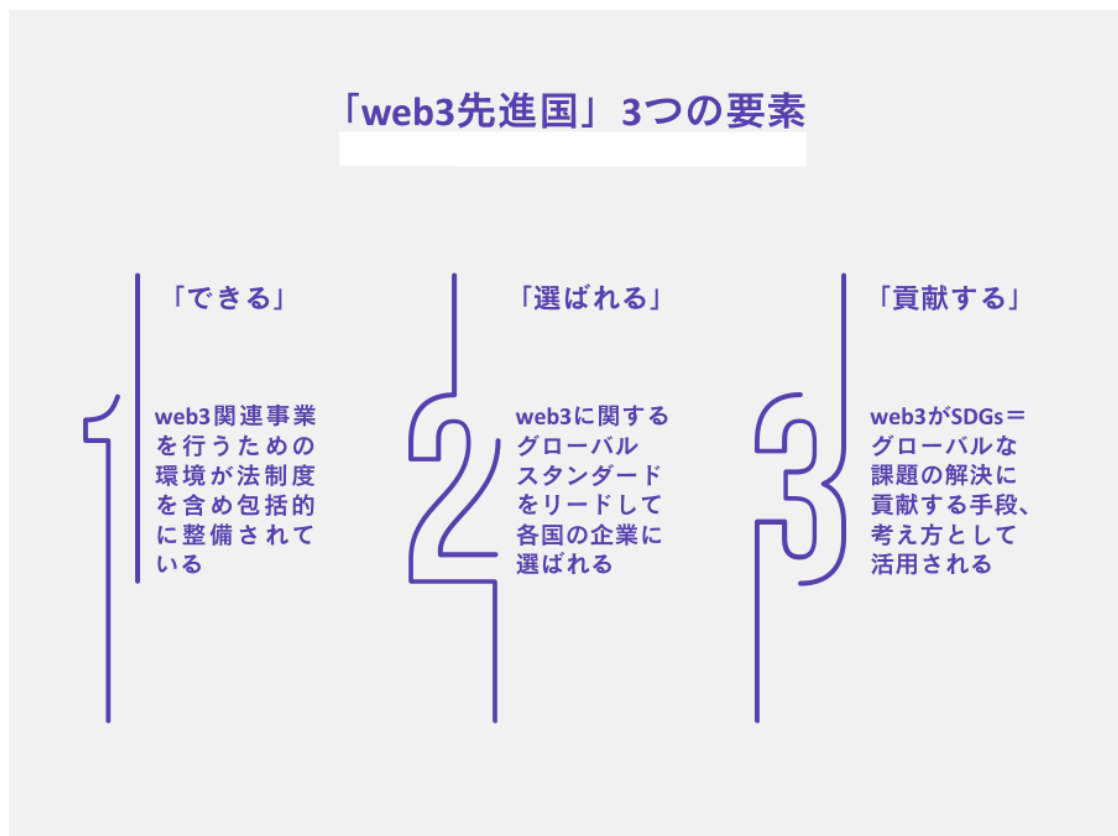 「web3先進国」3つの要素
1
「できる」
web3関連事業
を行うための
環境が法制度
を含め包括的
に整備されて
いる
2
「選ばれる」
web3に関する
グローバル
スタンダード
をリードして
各国の企業に
選ばれる
3
「貢献する」
web3がSDGs＝
グローバルな
課題の解決に
貢献する手段、
考え方として
活用される